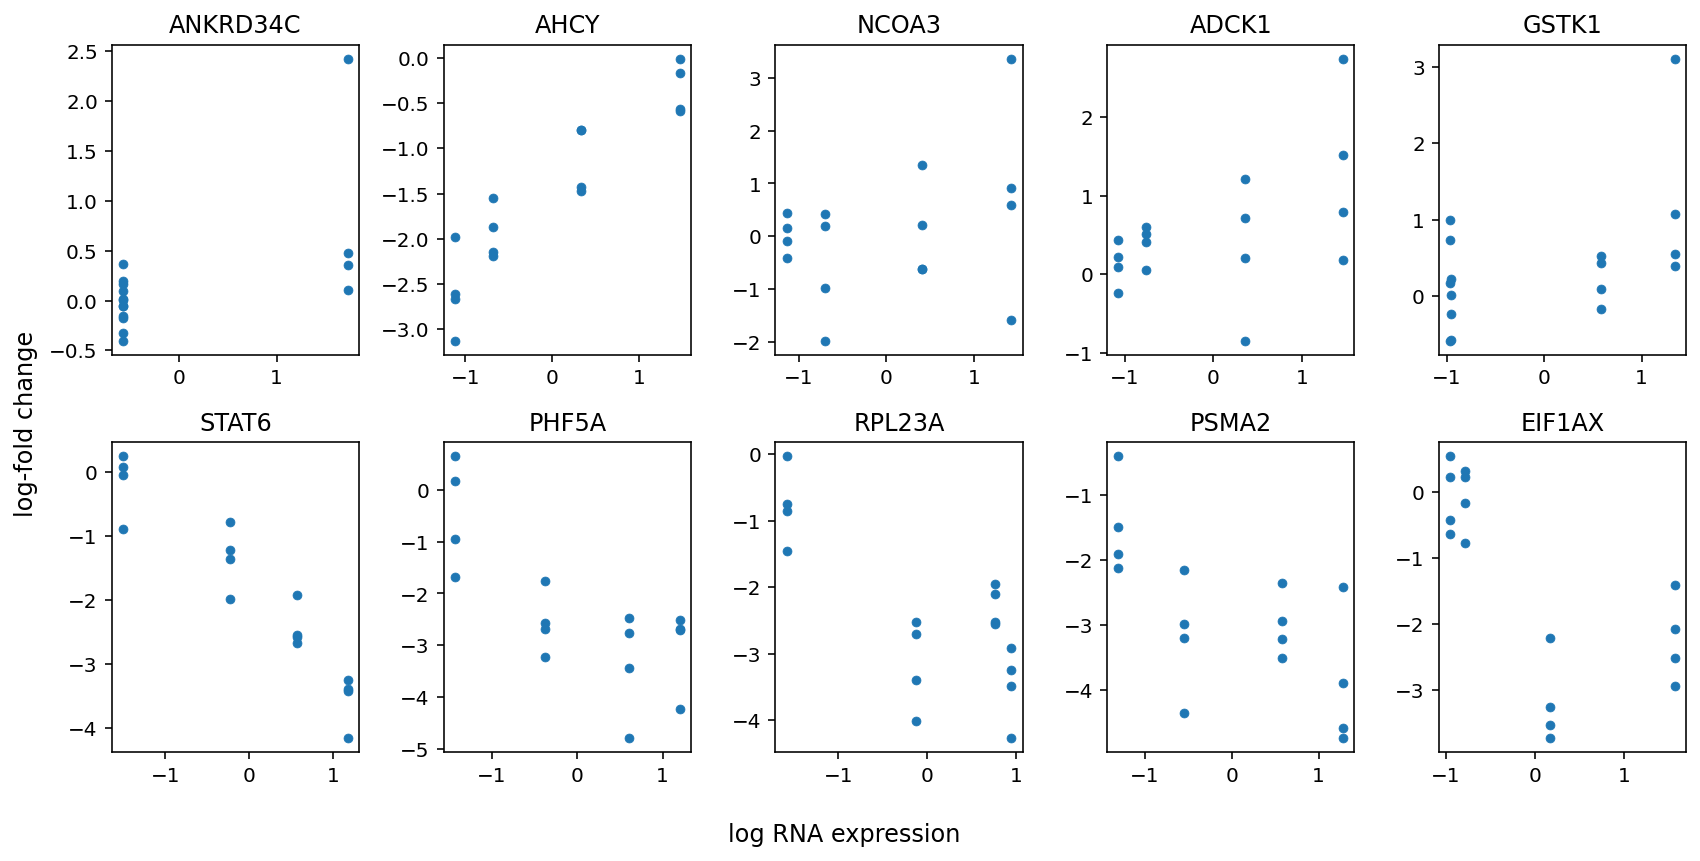 ANKRD34C AHCY NCOA3 ADCK1 GSTK1
2.5 2.0 1.5 1.0 0.5 0.0 −0.5
0 1
0.0 −0.5 −1.0 −1.5 −2.0 −2.5 −3.0
−1 0 1
3 2 1 0 −1 −2
−1 0 1
2 1 0 −1
−1 0 1
3 2 1 0
−1 0 1
log-fold change
STAT6 PHF5A RPL23A PSMA2 EIF1AX
0 −1 −2 −3 −4
−1 0 1
0 −1 −2 −3 −4 −5
−1 0 1
0 −1 −2 −3 −4
−1 0 1
−1 −2 −3 −4
−1 0 1
0 −1 −2 −3
−1 0 1
log RNA expression